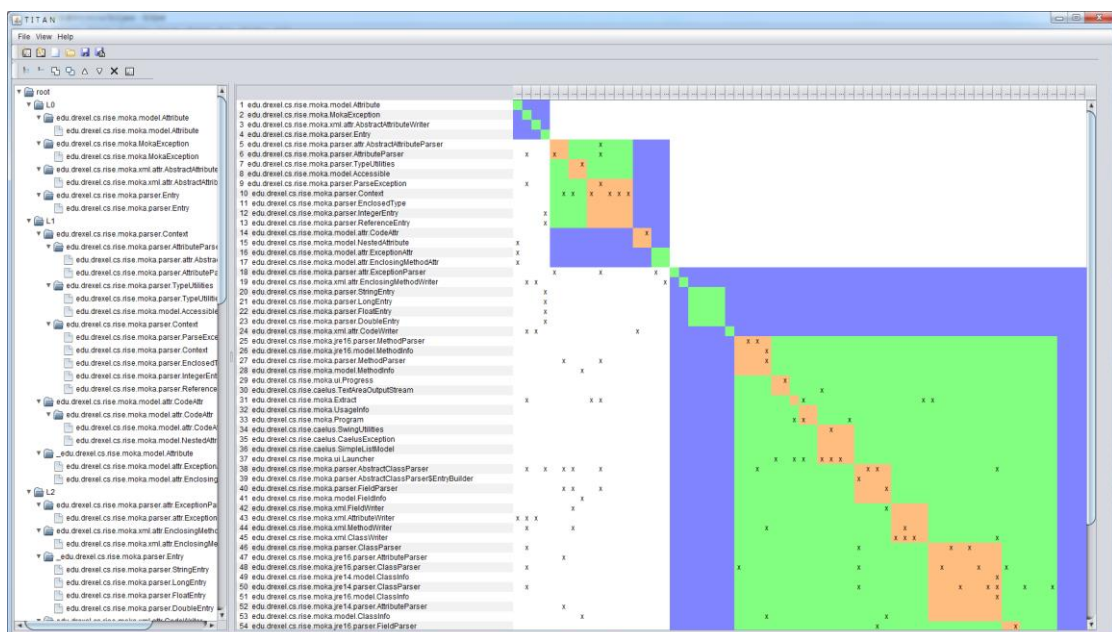 TITAN
File View Help
root
L0
edu.drexel.cs.rise.moka.model.Attribute
edu.drexel.cs.rise.moka.model.Attribute
edu.drexel.cs.rise.moka.MokaException
edu.drexel.cs.rise.moka.MokaException
edu.drexel.cs.rise.moka.xml.attr.AbstractAttribute
edu.drexel.cs.rise.moka.xml.attr.AbstractAttrib
edu.drexel.cs.rise.moka.parser.Entry
edu.drexel.cs.rise.moka.parser.Entry
L1
edu.drexel.cs.rise.moka.parser.Context
edu.drexel.cs.rise.moka.parser.AttributeParse
edu.drexel.cs.rise.moka.parser.attr.Abstra
edu.drexel.cs.rise.moka.parser.AttributePa
edu.drexel.cs.rise.moka.parser.TypeUtilities
edu.drexel.cs.rise.moka.parser.TypeUtilitie
edu.drexel.cs.rise.moka.model.Accessible
edu.drexel.cs.rise.moka.parser.Context
edu.drexel.cs.rise.moka.parser.ParseExce
edu.drexel.cs.rise.moka.parser.Context
edu.drexel.cs.rise.moka.parser.EnclosedT
edu.drexel.cs.rise.moka.parser.IntegerEnt
edu.drexel.cs.rise.moka.parser.Reference
edu.drexel.cs.rise.moka.model.attr.CodeAttr
edu.drexel.cs.rise.moka.model.attr.CodeAttr
edu.drexel.cs.rise.moka.model.attr.CodeA
edu.drexel.cs.rise.moka.model.NestedAttr
_edu.drexel.cs.rise.moka.model.Attribute
edu.drexel.cs.rise.moka.model.attr.Exception
edu.drexel.cs.rise.moka.model.attr.Enclosing
L2
edu.drexel.cs.rise.moka.parser.attr.ExceptionPa
edu.drexel.cs.rise.moka.parser.attr.Exception
edu.drexel.cs.rise.moka.xml.attr.EnclosingMetho
edu.drexel.cs.rise.moka.xml.attr.EnclosingMe
_edu.drexel.cs.rise.moka.parser.Entry
edu.drexel.cs.rise.moka.parser.StringEntry
edu.drexel.cs.rise.moka.parser.LongEntry
edu.drexel.cs.rise.moka.parser.FloatEntry
edu.drexel.cs.rise.moka.parser.DoubleEntry
1 edu.drexel.cs.rise.moka.model.Attribute
2 edu.drexel.cs.rise.moka.MokaException
3 edu.drexel.cs.rise.moka.xml.attr.AbstractAttributeWriter
4 edu.drexel.cs.rise.moka.parser.Entry
5 edu.drexel.cs.rise.moka.parser.attr.AbstractAttributeParser
6 edu.drexel.cs.rise.moka.parser.AttributeParser
7 edu.drexel.cs.rise.moka.parser.TypeUtilities
8 edu.drexel.cs.rise.moka.model.Accessible
9 edu.drexel.cs.rise.moka.parser.ParseException
10 edu.drexel.cs.rise.moka.parser.Context
11 edu.drexel.cs.rise.moka.parser.EnclosedType
12 edu.drexel.cs.rise.moka.parser.IntegerEntry
13 edu.drexel.cs.rise.moka.parser.ReferenceEntry
14 edu.drexel.cs.rise.moka.model.attr.CodeAttr
15 edu.drexel.cs.rise.moka.model.NestedAttribute
16 edu.drexel.cs.rise.moka.model.attr.ExceptionAttr
17 edu.drexel.cs.rise.moka.model.attr.EnclosingMethodAttr
18 edu.drexel.cs.rise.moka.parser.attr.ExceptionParser
19 edu.drexel.cs.rise.moka.xml.attr.EnclosingMethodWriter
20 edu.drexel.cs.rise.moka.parser.StringEntry
21 edu.drexel.cs.rise.moka.parser.LongEntry
22 edu.drexel.cs.rise.moka.parser.FloatEntry
23 edu.drexel.cs.rise.moka.parser.DoubleEntry
24 edu.drexel.cs.rise.moka.xml.attr.CodeWriter
25 edu.drexel.cs.rise.moka.jre16.parser.MethodParser
26 edu.drexel.cs.rise.moka.jre16.model.MethodInfo
27 edu.drexel.cs.rise.moka.parser.MethodParser
28 edu.drexel.cs.rise.moka.model.MethodInfo
29 edu.drexel.cs.rise.moka.ui.Progress
30 edu.drexel.cs.rise.caelus.TextAreaOutputStream
31 edu.drexel.cs.rise.moka.Extract
32 edu.drexel.cs.rise.moka.UsageInfo
33 edu.drexel.cs.rise.moka.Program
34 edu.drexel.cs.rise.caelus.SwingUtilities
35 edu.drexel.cs.rise.caelus.CaelusException
36 edu.drexel.cs.rise.caelus.SimpleListModel
37 edu.drexel.cs.rise.moka.ui.Launcher
38 edu.drexel.cs.rise.moka.parser.AbstractClassParser
39 edu.drexel.cs.rise.moka.parser.AbstractClassParser$EntryBuilder
40 edu.drexel.cs.rise.moka.parser.FieldParser
41 edu.drexel.cs.rise.moka.model.FieldInfo
42 edu.drexel.cs.rise.moka.xml.FieldWriter
43 edu.drexel.cs.rise.moka.xml.AttributeWriter
44 edu.drexel.cs.rise.moka.xml.MethodWriter
45 edu.drexel.cs.rise.moka.xml.ClassWriter
46 edu.drexel.cs.rise.moka.parser.ClassParser
47 edu.drexel.cs.rise.moka.jre16.parser.AttributeParser
48 edu.drexel.cs.rise.moka.jre16.parser.ClassParser
49 edu.drexel.cs.rise.moka.jre14.model.ClassInfo
50 edu.drexel.cs.rise.moka.jre14.parser.ClassParser
51 edu.drexel.cs.rise.moka.jre16.model.ClassInfo
52 edu.drexel.cs.rise.moka.jre14.parser.AttributeParser
53 edu.drexel.cs.rise.moka.model.ClassInfo
54 edu.drexel.cs.rise.moka.jre16.parser.FieldParser